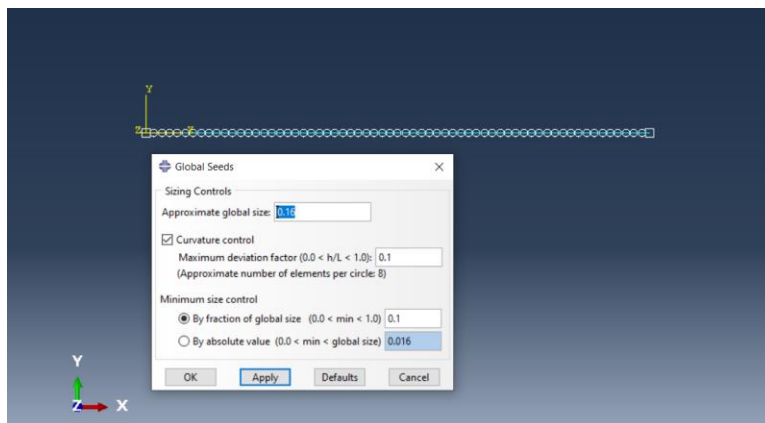 Y
Z
X
Global Seeds
Sizing Controls
Approximate global size: 0.16
Curvature control
Maximum deviation factor (0.0 < h/L < 1.0): 0.1
(Approximate number of elements per circle: 8)
Minimum size control
By fraction of global size (0.0 < min < 1.0) 0.1
By absolute value (0.0 < min < global size) 0.016
OK Apply Defaults Cancel
Y
Z X